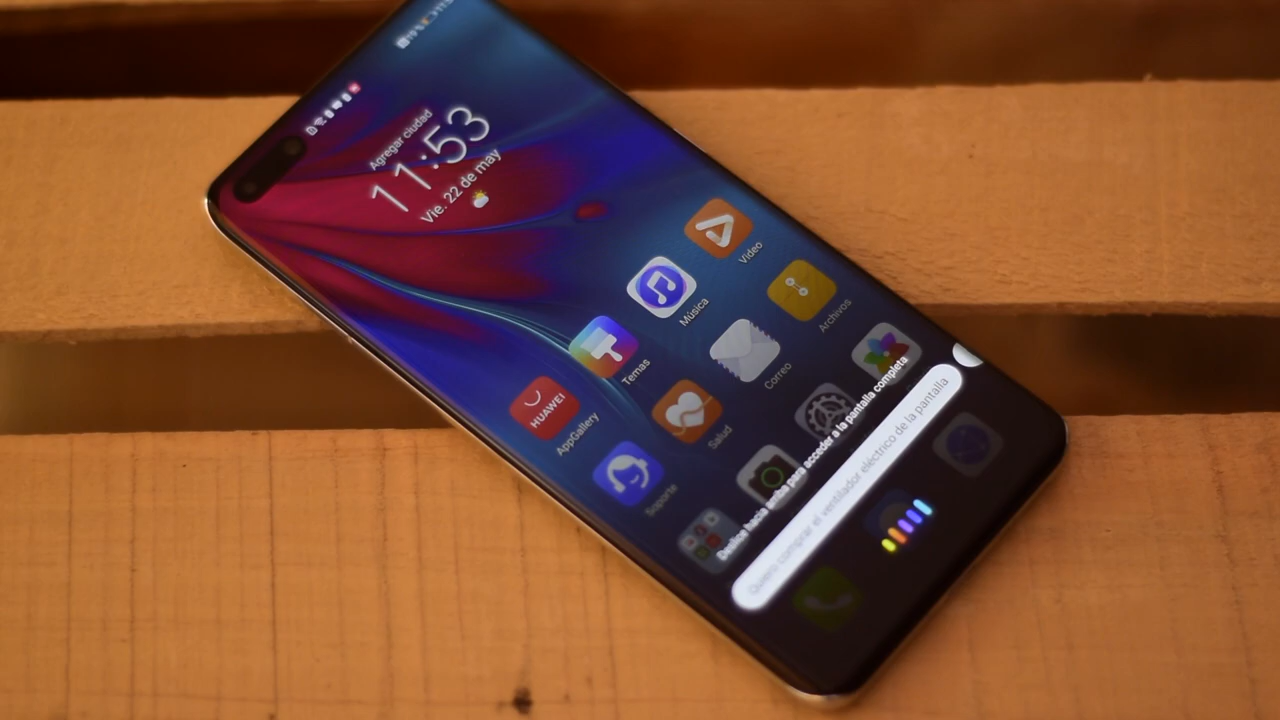 Agregar ciudad
11:53
Vie. 22 de may
Video
Música
Archivos
Temas
Correo
HUAWEI
AppGallery
Salud
Soporte
Deslice hacia arriba para acceder a la pantalla completa
Quiero comprar el ventilador eléctrico de la pantalla